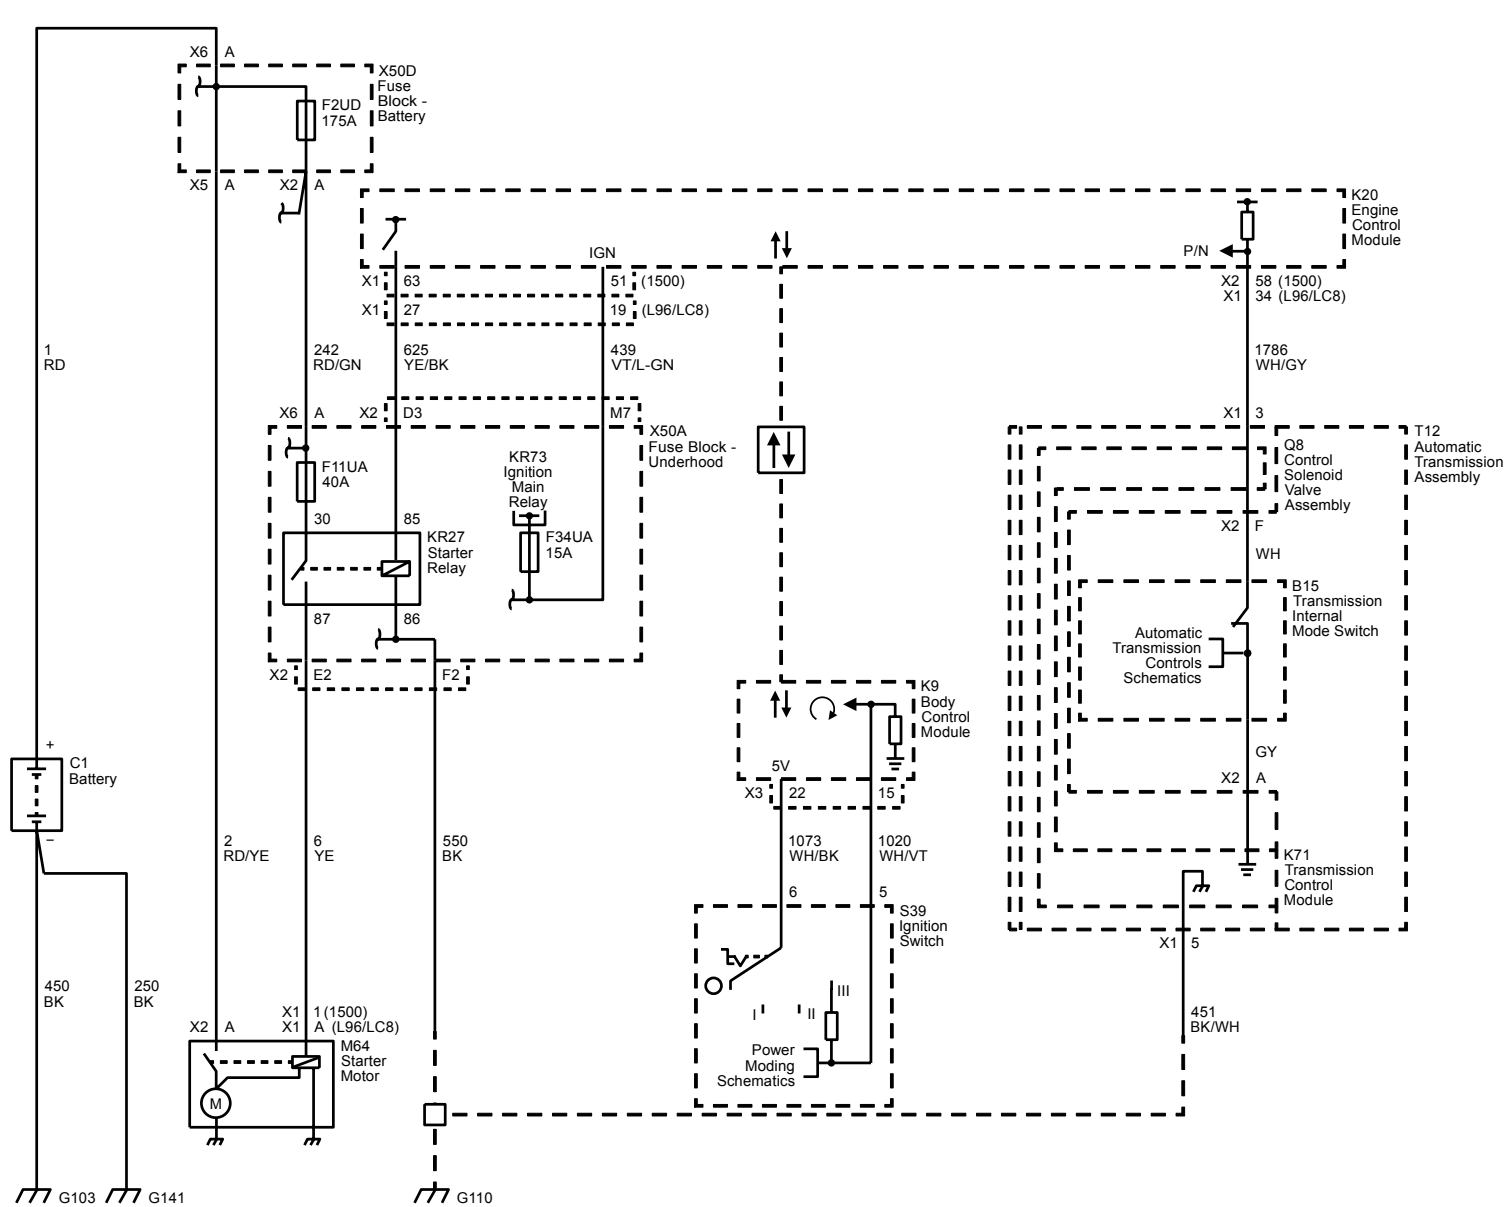 X6 A
X50D
Fuse
Block -
Battery
F2UD
175A
X5 A
X2 A
K20
Engine
Control
Module
IGN
P/N
X1 63
51 (1500)
X1 27
19 (L96/LC8)
X2 58 (1500)
X1 34 (L96/LC8)
1
RD
242
RD/GN
625
YE/BK
439
VT/L-GN
1786
WH/GY
X6 A
X2 D3
M7
X1 3
X50A
Fuse Block -
Underhood
T12
Automatic
Transmission
Assembly
Q8
Control
Solenoid
Valve
Assembly
F11UA
40A
KR73
Ignition
Main
Relay
30
85
F34UA
15A
KR27
Starter
Relay
X2 F
WH
B15
Transmission
Internal
Mode Switch
87
86
Automatic
Transmission
Controls
Schematics
X2 E2
F2
K9
Body
Control
Module
5V
X3 22
15
GY
X2 A
+
C1
Battery
–
2
RD/YE
6
YE
550
BK
1073
WH/BK
1020
WH/VT
K71
Transmission
Control
Module
6
5
S39
Ignition
Switch
X1 5
450
BK
250
BK
I
II
III
451
BK/WH
X1 1 (1500)
X2 A
X1 A (L96/LC8)
M64
Starter
Motor
M
Power
Moding
Schematics
G103
G141
G110